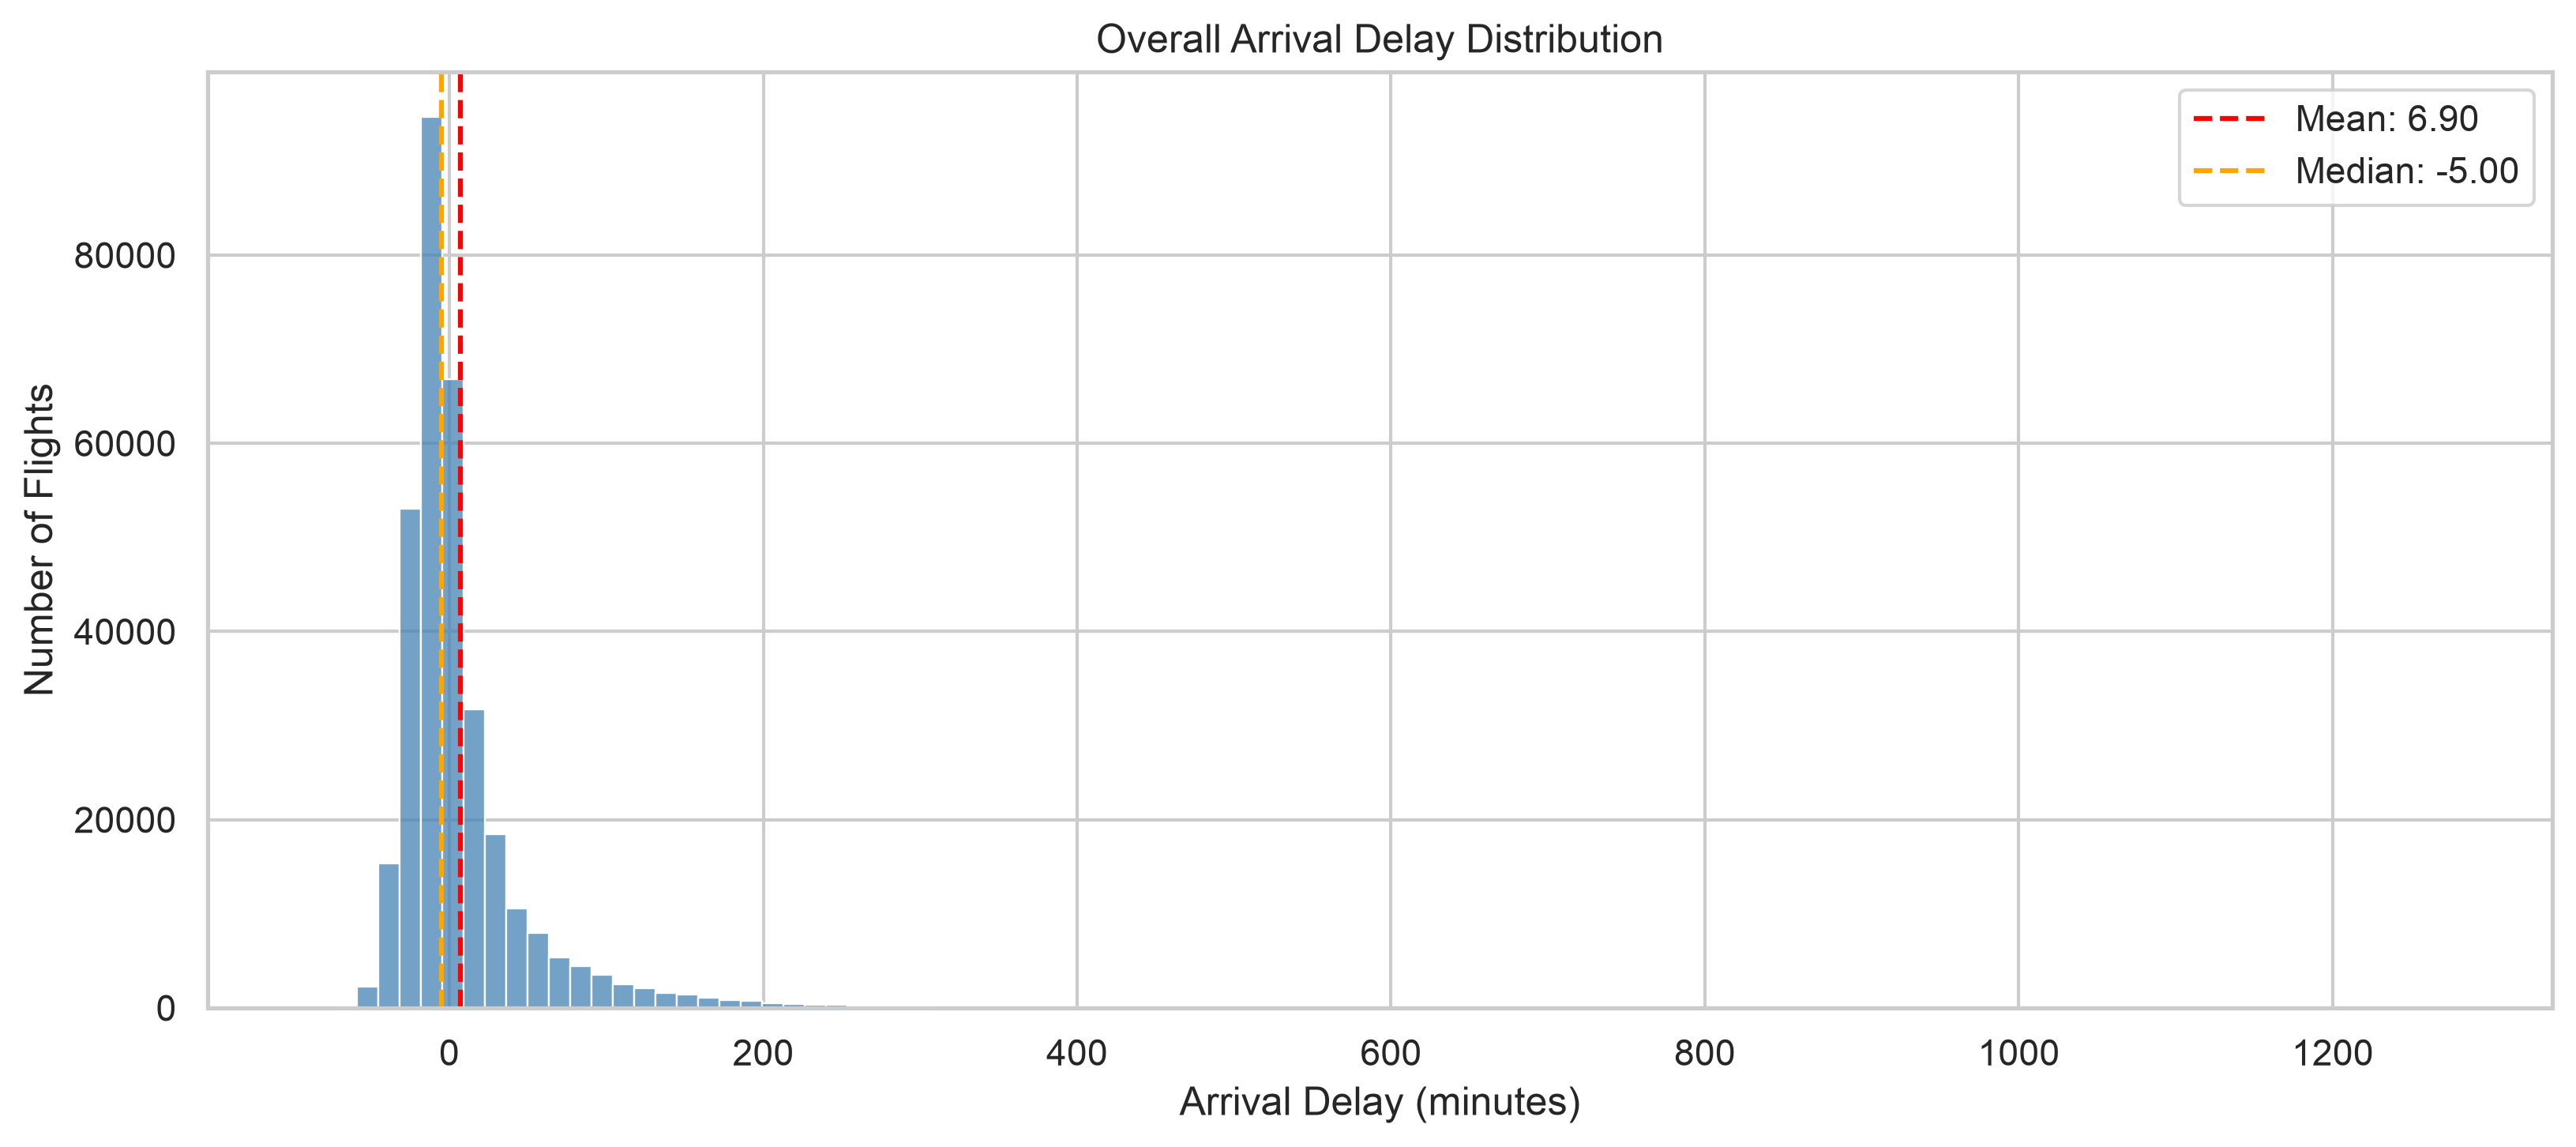 Overall Arrival Delay Distribution
Mean: 6.90
Median: -5.00
Number of Flights
80000
60000
40000
20000
0
0 200 400 600 800 1000 1200
Arrival Delay (minutes)